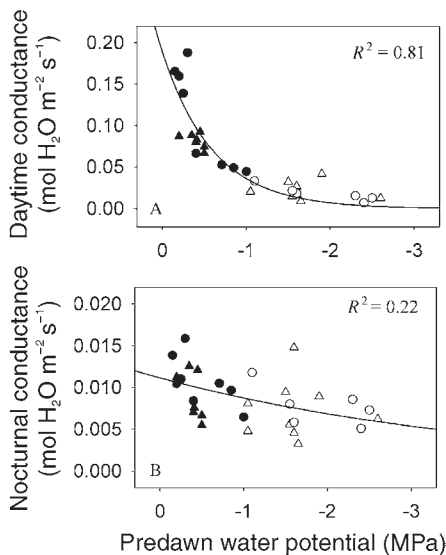 Daytime conductance
(mol H₂O m⁻² s⁻¹)
0.20
0.15
0.10
0.05
0.00
R² = 0.81
A
0 -1 -2 -3
Nocturnal conductance
(mol H₂O m⁻² s⁻¹)
0.020
0.015
0.010
0.005
0.000
R² = 0.22
B
0 -1 -2 -3
Predawn water potential (MPa)